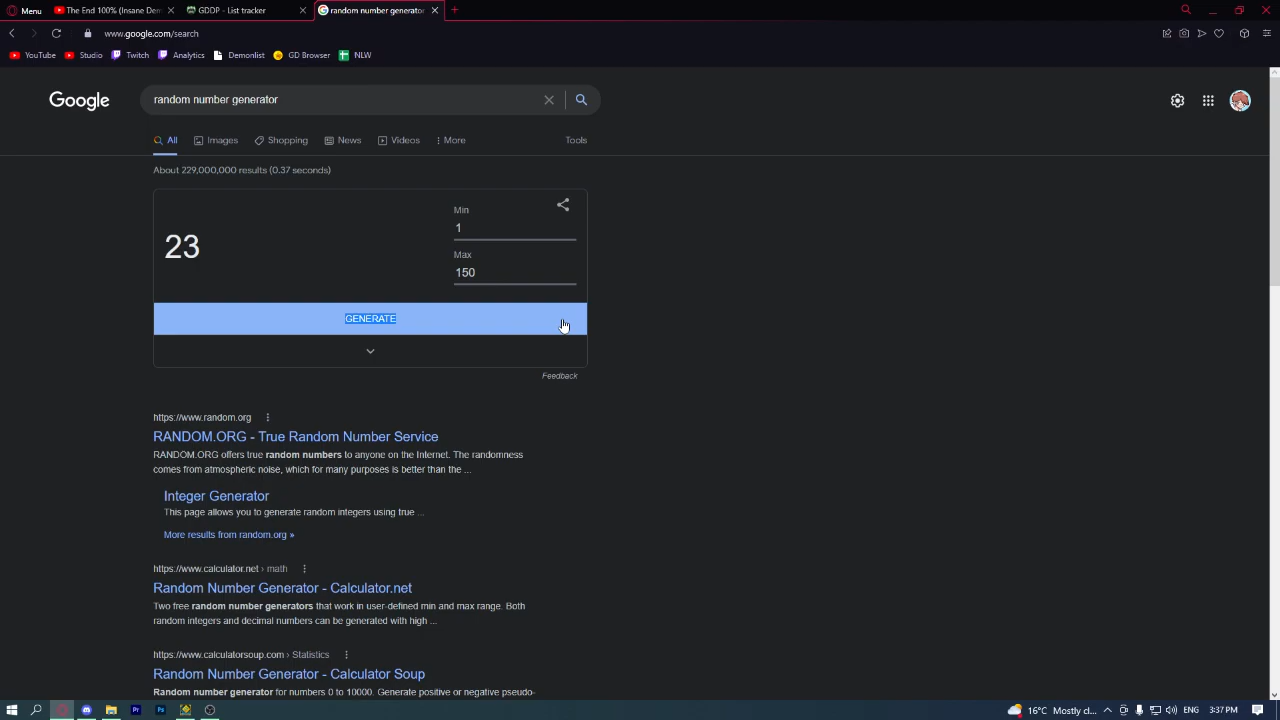 Menu
The End 100% (Insane Dem
GDDP - List tracker
random number generator
www.google.com/search
YouTube
Studio
Twitch
Analytics
Demonlist
GD Browser
NLW
Google
random number generator
All
Images
Shopping
News
Videos
More
Tools
About 229,000,000 results (0.37 seconds)
Min
1
23
Max
150
GENERATE
Feedback
https://www.random.org
RANDOM.ORG - True Random Number Service
RANDOM.ORG offers true random numbers to anyone on the Internet. The randomness
comes from atmospheric noise, which for many purposes is better than the ...
Integer Generator
This page allows you to generate random integers using true ...
More results from random.org »
https://www.calculator.net › math
Random Number Generator - Calculator.net
Two free random number generators that work in user-defined min and max range. Both
random integers and decimal numbers can be generated with high ...
https://www.calculatorsoup.com › Statistics
Random Number Generator - Calculator Soup
Random number generator for numbers 0 to 10000. Generate positive or negative pseudo-
Pr
Ps
16°C Mostly cl...
ENG
3:37 PM